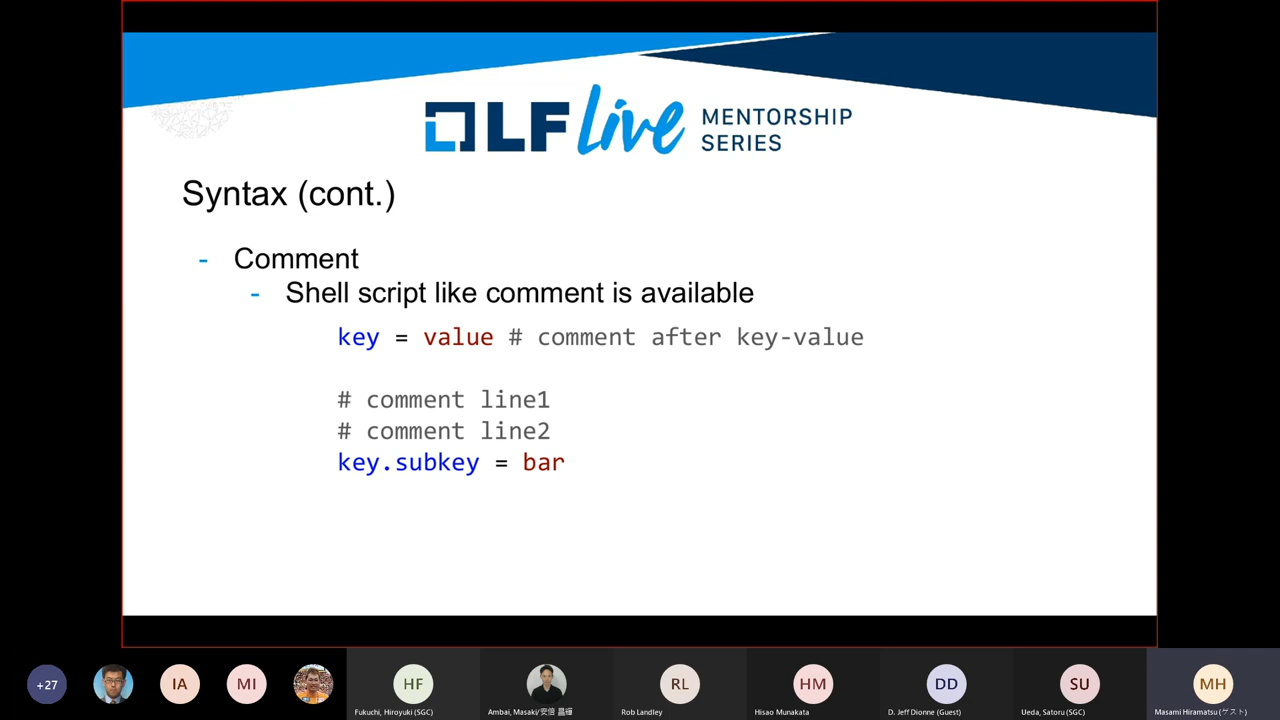 LF live MENTORSHIP
SERIES
Syntax (cont.)
- Comment
- Shell script like comment is available
key = value # comment after key-value
# comment line1
# comment line2
key.subkey = bar
+27
IA
MI
HF
RL
HM
DD
SU
MH
Fukuchi, Hiroyuki (SGC)
Ambai, Masaki/安倍 昌輝
Rob Landley
Hisao Munakata
D. Jeff Dionne (Guest)
Ueda, Satoru (SGC)
Masami Hiramatsu (ゲスト)